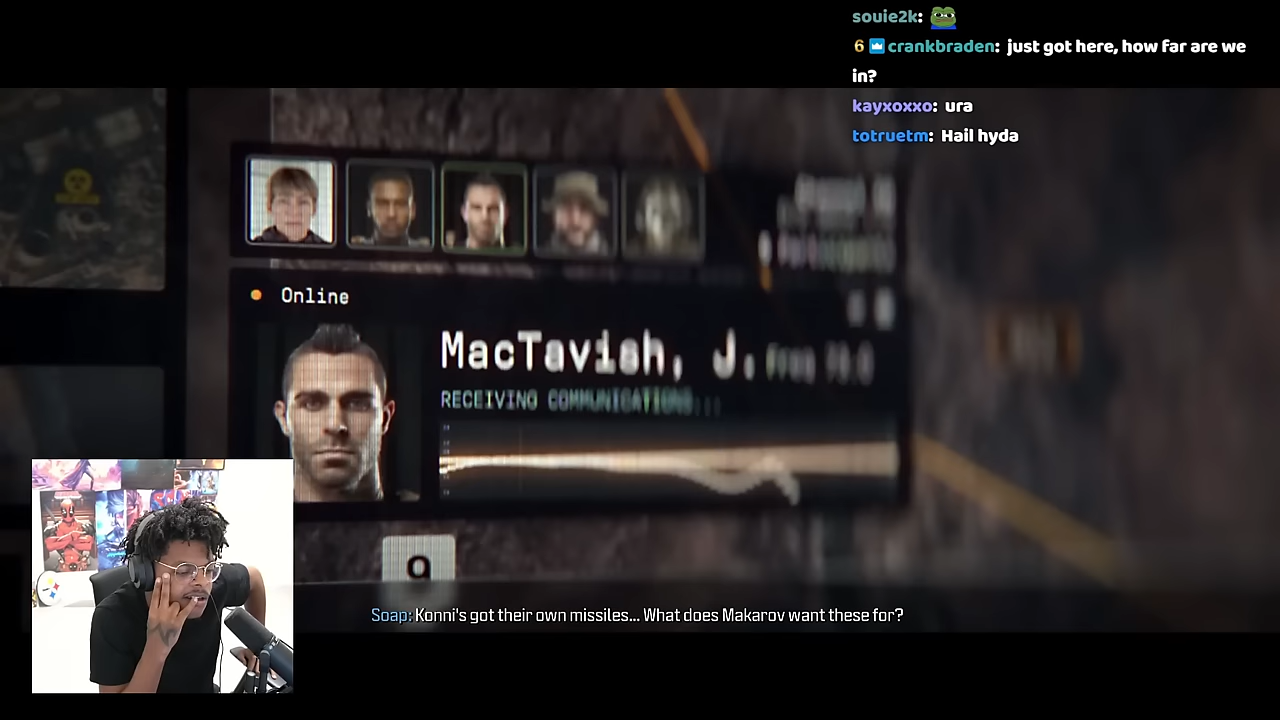 souie2k:
6 crankbraden: just got here, how far are we
in?
kayxoxxo: ura
totruetm: Hail hyda
Online
MacTavish, J.
RECEIVING COMMUNICATIONS...
9
Soap: Konni's got their own missiles... What does Makarov want these for?